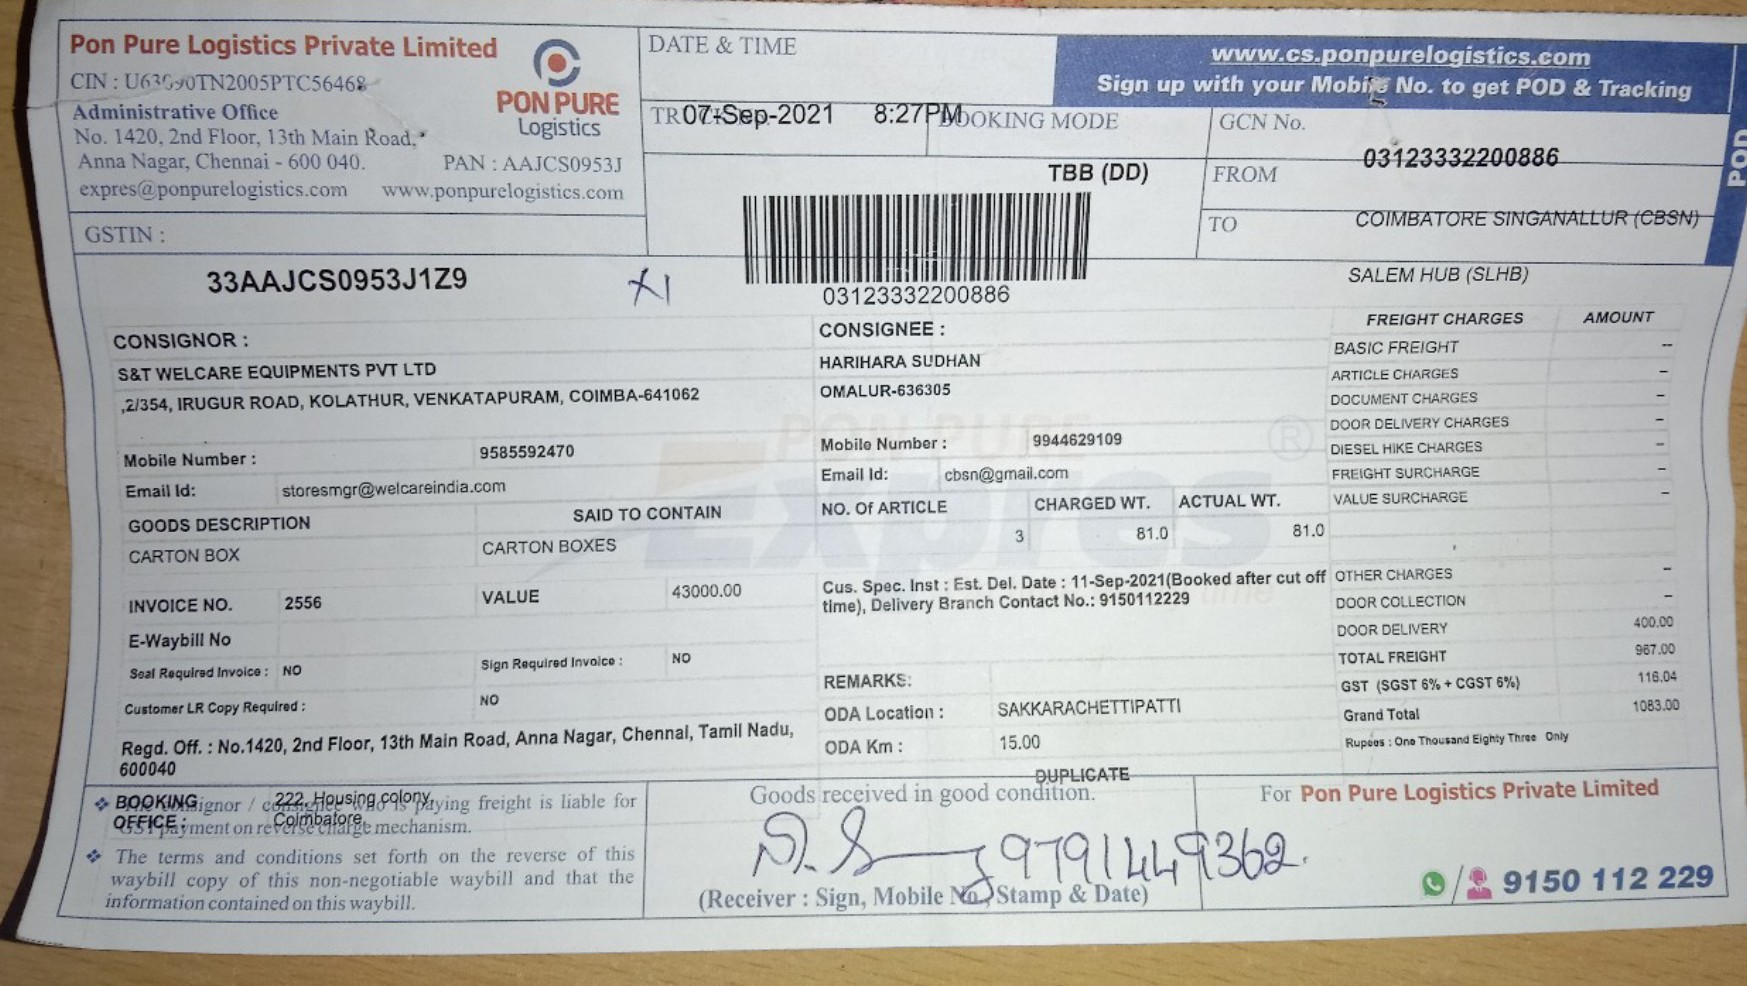 Pon Pure Logistics Private Limited
Administrative Office
No. 1420, 2nd Floor, 13th Main Road,
Anna Nagar, Chennai - 600 040.
PAN : AAJCS0953J
expres@ponpurelogistics.com www.ponpurelogistics.com
PON PURE
Logistics
GSTIN :
33AAJCS0953J1Z9
X1
DATE & TIME
07-Sep-2021 8:27PM
BOOKING MODE
TBB (DD)
03123332200886
www.cs.ponpurelogistics.com
Sign up with your Mobile No. to get POD & Tracking
POD
GCN No.
03123332200886
FROM
COIMBATORE SINGANALLUR (CBSN)
TO
SALEM HUB (SLHB)
CONSIGNOR :
S&T WELCARE EQUIPMENTS PVT LTD
,2/354, IRUGUR ROAD, KOLATHUR, VENKATAPURAM, COIMBA-641062
Mobile Number : 9585592470
Email Id: storesmgr@welcareindia.com
GOODS DESCRIPTION SAID TO CONTAIN
CARTON BOX CARTON BOXES
INVOICE NO. 2556 VALUE 43000.00
E-Waybill No
Seal Required Invoice : NO Sign Required Invoice : NO
Customer LR Copy Required : NO
Regd. Off. : No.1420, 2nd Floor, 13th Main Road, Anna Nagar, Chennai, Tamil Nadu,
600040
CONSIGNEE :
HARIHARA SUDHAN
OMALUR-636305
Mobile Number : 9944629109
Email Id: cbsn@gmail.com
NO. Of ARTICLE CHARGED WT. ACTUAL WT.
3 81.0 81.0
Cus. Spec. Inst : Est. Del. Date : 11-Sep-2021(Booked after cut off
time), Delivery Branch Contact No.: 9150112229
REMARKS:
ODA Location : SAKKARACHETTIPATTI
ODA Km : 15.00
PON PURE
Expres
®
time
FREIGHT CHARGES AMOUNT
BASIC FREIGHT --
ARTICLE CHARGES --
DOCUMENT CHARGES --
DOOR DELIVERY CHARGES --
DIESEL HIKE CHARGES --
FREIGHT SURCHARGE --
VALUE SURCHARGE --
OTHER CHARGES --
DOOR COLLECTION --
DOOR DELIVERY 400.00
TOTAL FREIGHT 967.00
GST (SGST 6% + CGST 6%) 116.04
Grand Total 1083.00
Rupees : One Thousand Eighty Three Only
BOOKING OFFICE :
222, Housing colony,
Coimbatore,
paying freight is liable for
payment on reverse charge mechanism.
The terms and conditions set forth on the reverse of this
waybill copy of this non-negotiable waybill and that the
information contained on this waybill.
DUPLICATE
Goods received in good condition.
9791449362.
(Receiver : Sign, Mobile No, Stamp & Date)
For Pon Pure Logistics Private Limited
/ 9150 112 229